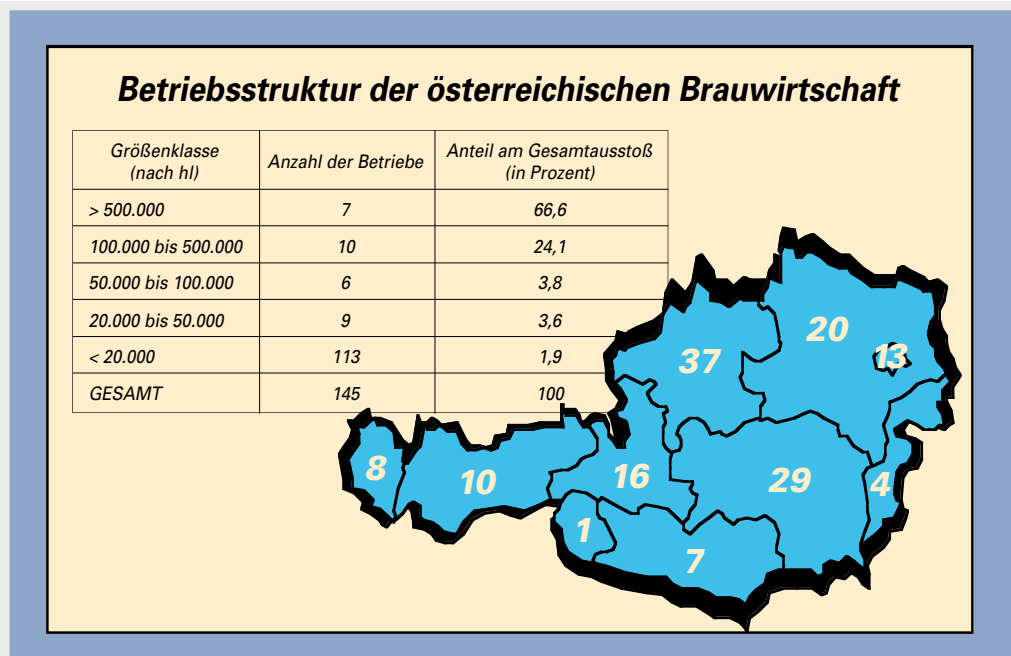 Betriebsstruktur der österreichischen Brauwirtschaft
Größenklasse (nach hl) Anzahl der Betriebe Anteil am Gesamtausstoß (in Prozent)
> 500.000 7 66,6
100.000 bis 500.000 10 24,1
50.000 bis 100.000 6 3,8
20.000 bis 50.000 9 3,6
< 20.000 113 1,9
GESAMT 145 100
20
13
37
8
10
16
29
4
1
7